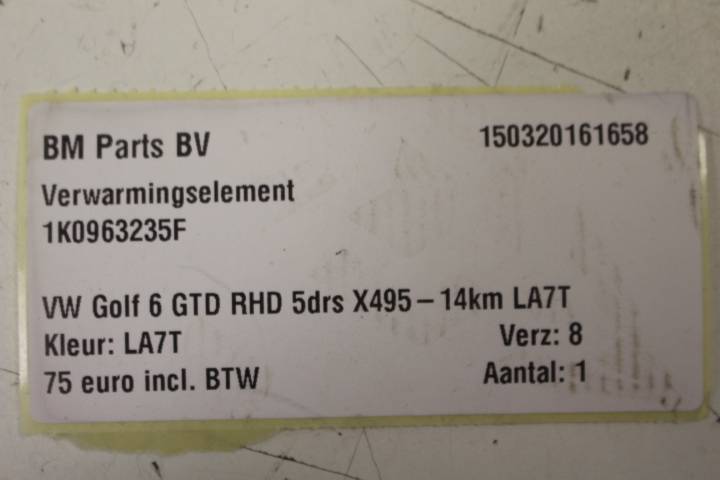 BM Parts BV 150320161658
Verwarmingselement
1K0963235F
VW Golf 6 GTD RHD 5drs X495-14km LA7T
Kleur: LA7T Verz: 8
75 euro incl. BTW Aantal: 1